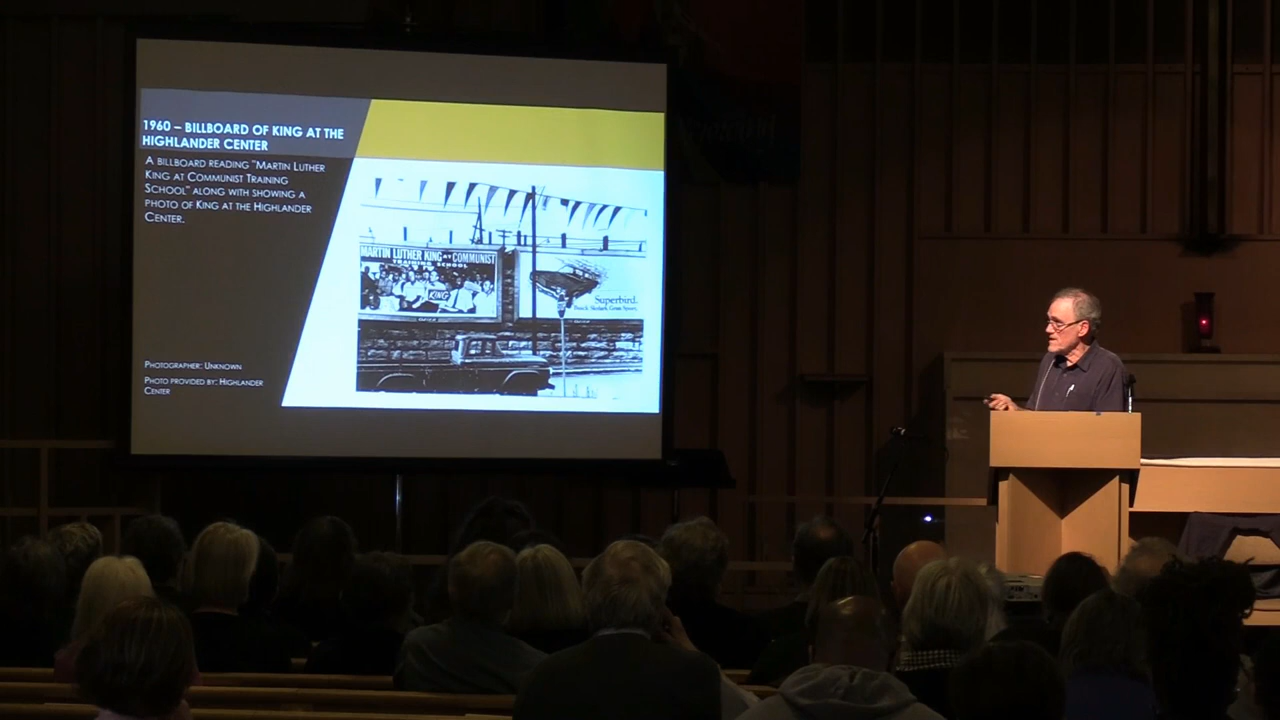 1960 – BILLBOARD OF KING AT THE
HIGHLANDER CENTER
A BILLBOARD READING "MARTIN LUTHER
KING AT COMMUNIST TRAINING
SCHOOL" ALONG WITH SHOWING A
PHOTO OF KING AT THE HIGHLANDER
CENTER.
MARTIN LUTHER KING AT COMMUNIST
TRAINING SCHOOL
KING
Superbird.
PHOTOGRAPHER: UNKNOWN
PHOTO PROVIDED BY: HIGHLANDER
CENTER